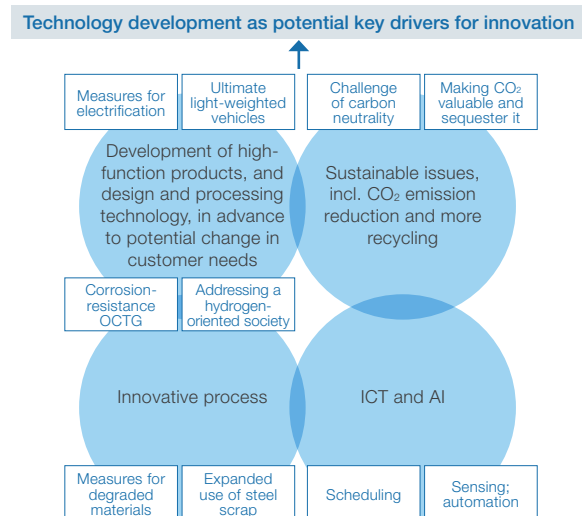 Technology development as potential key drivers for innovation
Measures for
electrification
Ultimate
light-weighted
vehicles
Challenge
of carbon
neutrality
Making CO₂
valuable and
sequester it
Development of high-
function products, and
design and processing
technology, in advance
to potential change in
customer needs
Sustainable issues,
incl. CO₂ emission
reduction and more
recycling
Corrosion-
resistance
OCTG
Addressing a
hydrogen-
oriented society
Innovative process
ICT and AI
Measures for
degraded
materials
Expanded
use of steel
scrap
Scheduling
Sensing;
automation